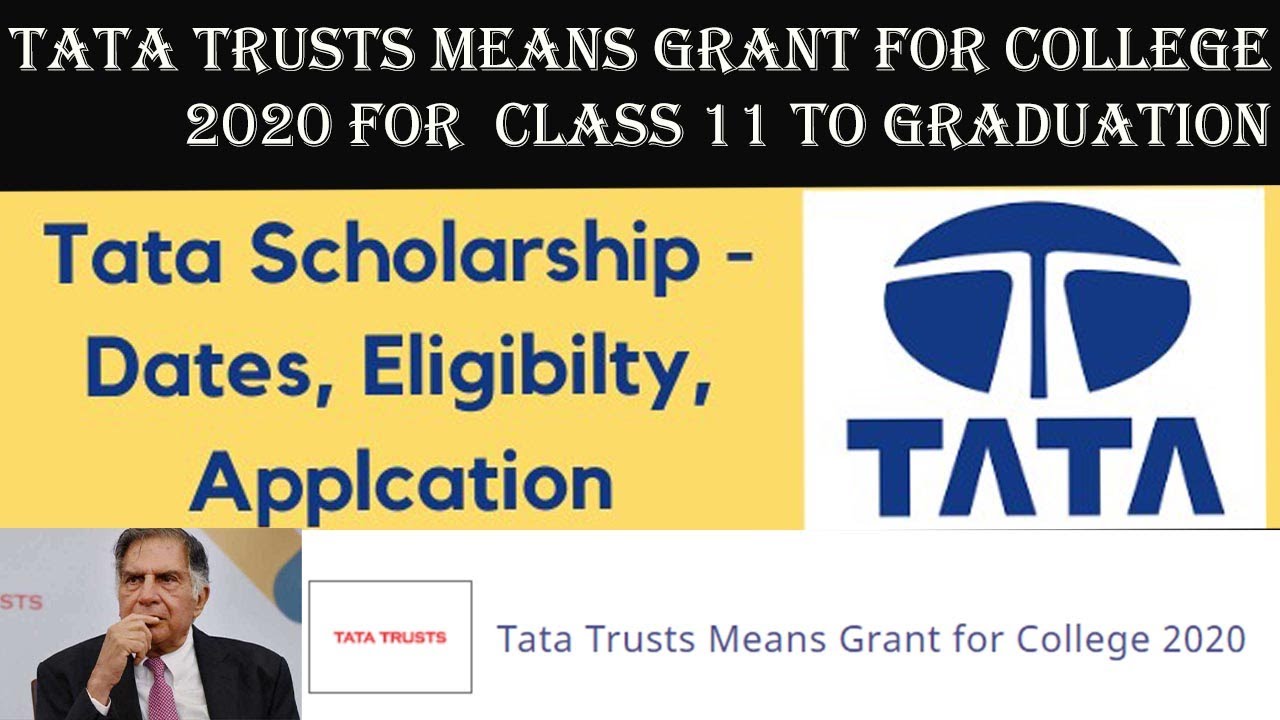 TATA TRUSTS MEANS GRANT FOR COLLEGE
2020 FOR CLASS 11 TO GRADUATION
Tata Scholarship -
Dates, Eligibilty,
Applcation
TATA
STS
TATA TRUSTS
Tata Trusts Means Grant for College 2020